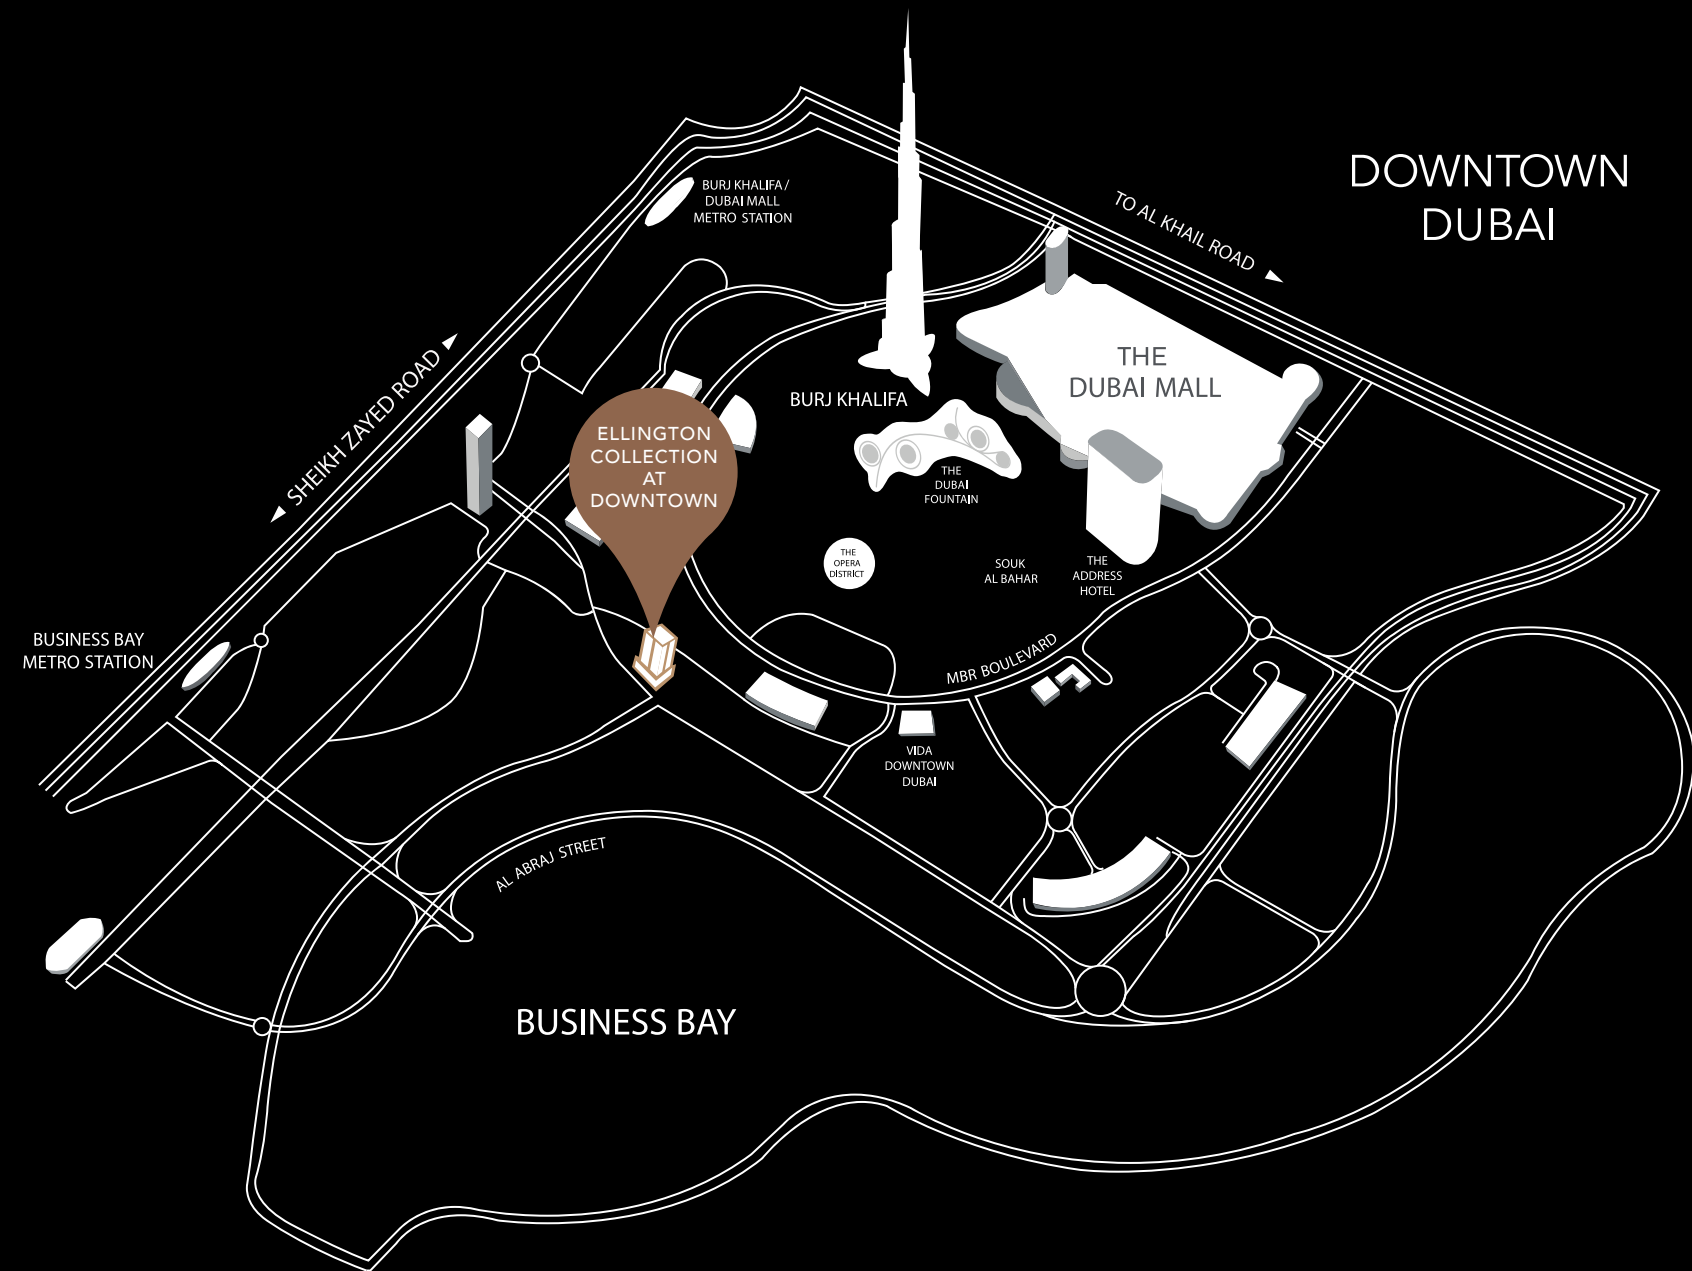 DOWNTOWN
DUBAI
BURJ KHALIFA /
DUBAI MALL
METRO STATION
TO AL KHAIL ROAD
SHEIKH ZAYED ROAD
THE
DUBAI MALL
BURJ KHALIFA
ELLINGTON
COLLECTION
AT
DOWNTOWN
THE
DUBAI
FOUNTAIN
THE
OPERA
DISTRICT
SOUK
AL BAHAR
THE
ADDRESS
HOTEL
BUSINESS BAY
METRO STATION
MBR BOULEVARD
VIDA
DOWNTOWN
DUBAI
AL ABRAJ STREET
BUSINESS BAY